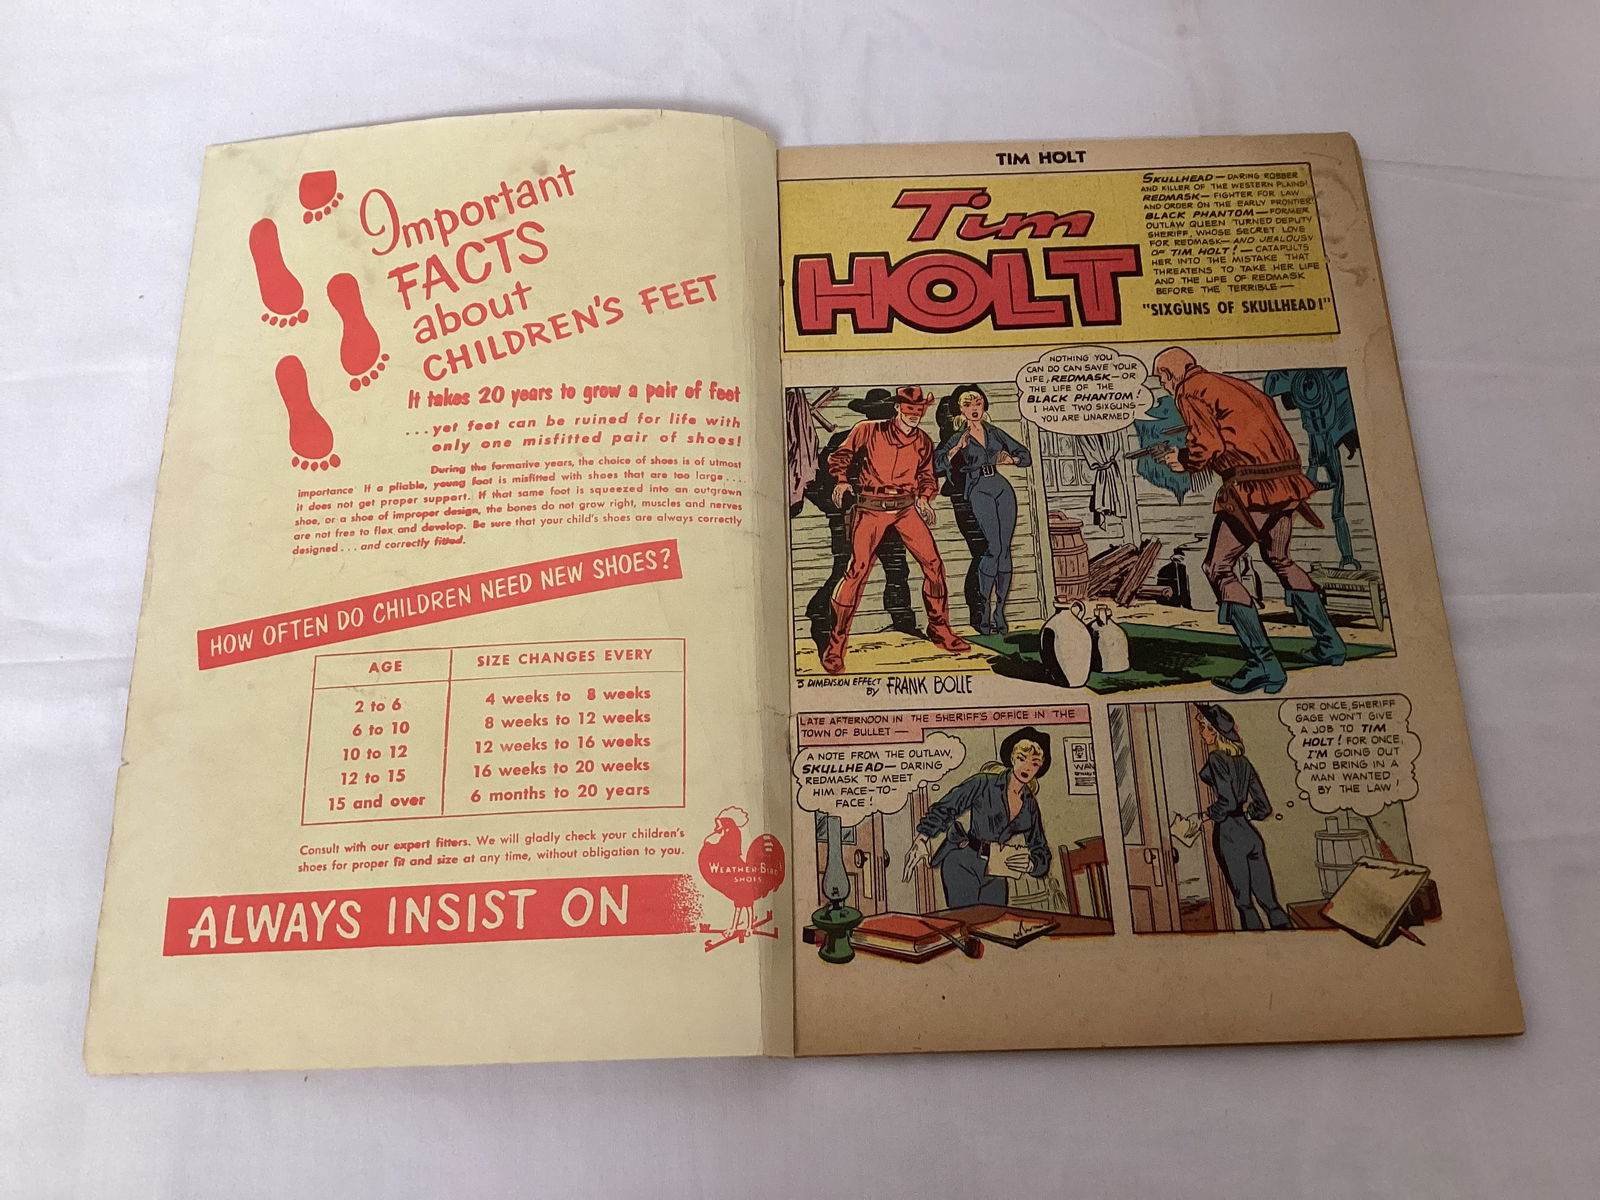 Important
FACTS
about
CHILDREN'S FEET
It takes 20 years to grow a pair of feet
...yet feet can be ruined for life with
only one misfitted pair of shoes!
During the formative years, the choice of shoes is of utmost
importance If a pliable, young foot is misfitted with shoes that are too large....
it does not get proper support. If that same foot is squeezed into an outgrown
shoe, or a shoe of improper design, the bones do not grow right, muscles and nerves
are not free to flex and develop. Be sure that your child's shoes are always correctly
designed... and correctly fitted.
HOW OFTEN DO CHILDREN NEED NEW SHOES?
AGE SIZE CHANGES EVERY
2 to 6 4 weeks to 8 weeks
6 to 10 8 weeks to 12 weeks
10 to 12 12 weeks to 16 weeks
12 to 15 16 weeks to 20 weeks
15 and over 6 months to 20 years
Consult with our expert fitters. We will gladly check your children's
shoes for proper fit and size at any time, without obligation to you.
WEATHER-BIRD
SHOES
ALWAYS INSIST ON
TIM HOLT
Tim
HOLT
SKULLHEAD— DARING ROBBER
AND KILLER OF THE WESTERN PLAINS!
REDMASK— FIGHTER FOR LAW
AND ORDER ON THE EARLY FRONTIER!
BLACK PHANTOM— FORMER
OUTLAW QUEEN TURNED DEPUTY
SHERIFF, WHOSE SECRET LOVE
FOR REDMASK— AND JEALOUSY
OF TIM HOLT!— CATAPULTS
HER INTO THE MISTAKE THAT
THREATENS TO TAKE HER LIFE
AND THE LIFE OF REDMASK
BEFORE THE TERRIBLE—
"SIXGUNS OF SKULLHEAD!"
NOTHING YOU
CAN DO CAN SAVE YOUR
LIFE, REDMASK— OR
THE LIFE OF THE
BLACK PHANTOM!
I HAVE TWO SIXGUNS—
YOU ARE UNARMED!
3 DIMENSION EFFECT
BY FRANK BOLLE
LATE AFTERNOON IN THE SHERIFF'S OFFICE IN THE
TOWN OF BULLET—
A NOTE FROM THE OUTLAW,
SKULLHEAD— DARING
REDMASK TO MEET
HIM FACE-TO-
FACE!
WAN
FOR ONCE, SHERIFF
GAGE WON'T GIVE
A JOB TO TIM
HOLT! FOR ONCE,
I'M GOING OUT
AND BRING IN A
MAN WANTED
BY THE LAW!